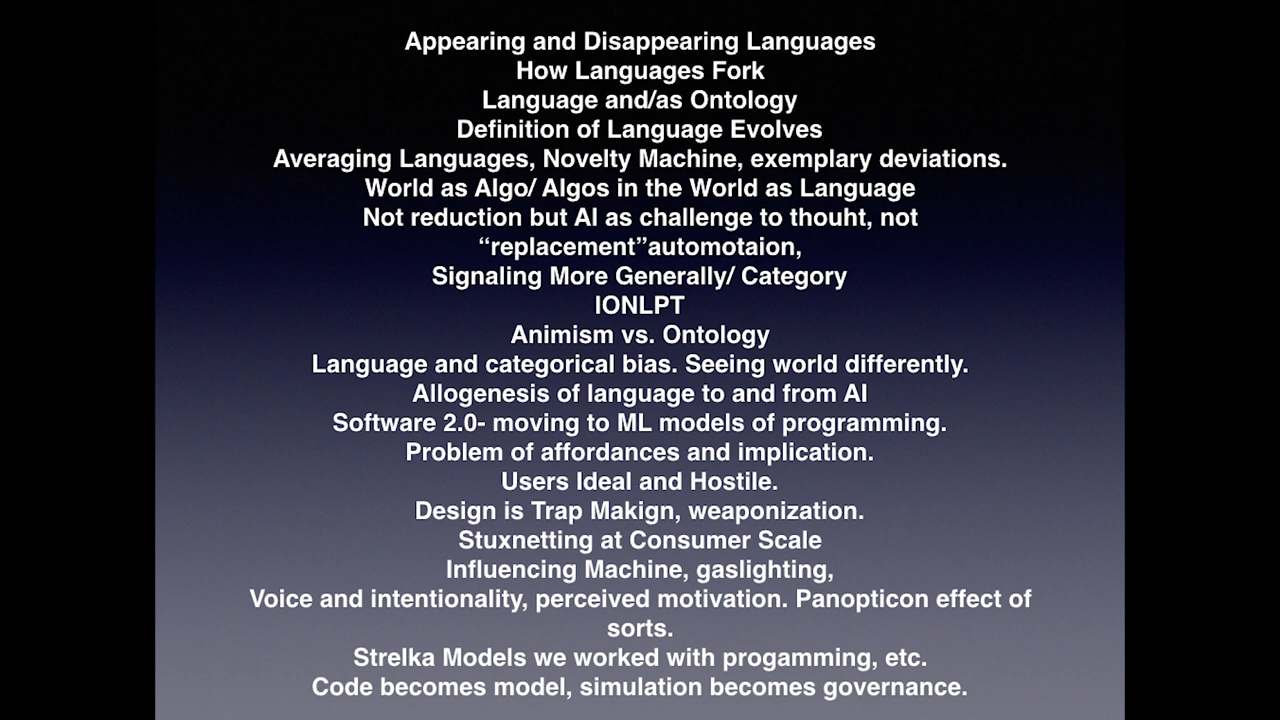 Appearing and Disappearing Languages
How Languages Fork
Language and/as Ontology
Definition of Language Evolves
Averaging Languages, Novelty Machine, exemplary deviations.
World as Algo/ Algos in the World as Language
Not reduction but AI as challenge to thouht, not
“replacement”automotaion,
Signaling More Generally/ Category
IONLPT
Animism vs. Ontology
Language and categorical bias. Seeing world differently.
Allogenesis of language to and from AI
Software 2.0- moving to ML models of programming.
Problem of affordances and implication.
Users Ideal and Hostile.
Design is Trap Makign, weaponization.
Stuxnetting at Consumer Scale
Influencing Machine, gaslighting,
Voice and intentionality, perceived motivation. Panopticon effect of
sorts.
Strelka Models we worked with progamming, etc.
Code becomes model, simulation becomes governance.